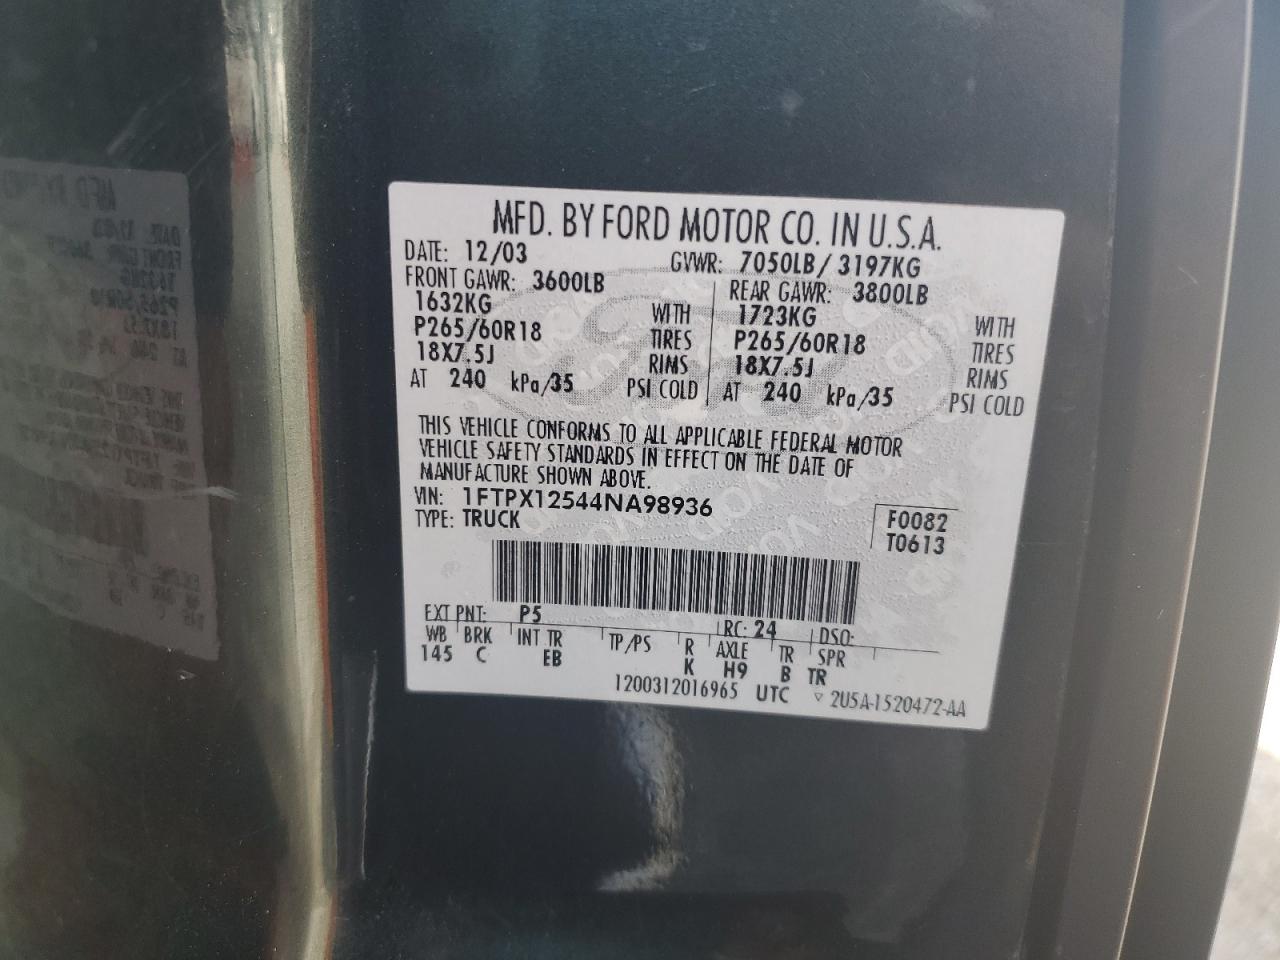 MFD. BY FORD MOTOR CO. IN U.S.A.
DATE: 12/03 GVWR: 7050LB/ 3197KG
FRONT GAWR: 3600LB REAR GAWR: 3800LB
1632KG WITH 1723KG WITH
P265/60R18 TIRES P265/60R18 TIRES
18X7.5J RIMS 18X7.5J RIMS
AT 240 kPa/35 PSI COLD AT 240 kPa/35 PSI COLD
THIS VEHICLE CONFORMS TO ALL APPLICABLE FEDERAL MOTOR
VEHICLE SAFETY STANDARDS IN EFFECT ON THE DATE OF
MANUFACTURE SHOWN ABOVE.
VIN: 1FTPX12544NA98936 F0082
TYPE: TRUCK T0613
EXT PNT: P5 RC: 24 DSO:
WB BRK INT TR TP/PS R AXLE TR SPR
145 C EB K H9 B TR
1200312016965 UTC ▽ 2U5A-1520472-AA